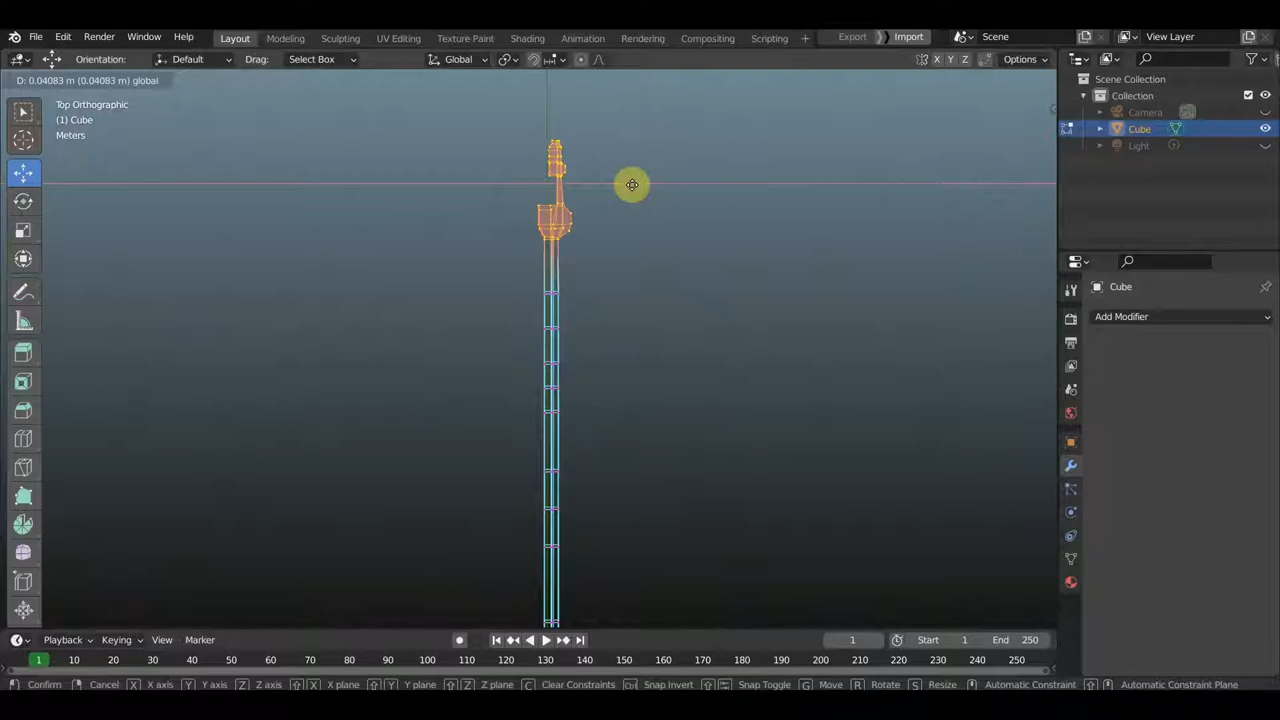 File Edit Render Window Help Layout Modeling Sculpting UV Editing Texture Paint Shading Animation Rendering Compositing Scripting + Export Import Scene View Layer
Orientation: Default Drag: Select Box Global X Y Z Options
D: 0.04083 m (0.04083 m) global
Top Orthographic
(1) Cube
Meters
Scene Collection
Collection
Camera
Cube
Light
Cube
Add Modifier
Playback Keying View Marker 1 Start 1 End 250
1 10 20 30 40 50 60 70 80 90 100 110 120 130 140 150 160 170 180 190 200 210 220 230 240 250
Confirm Cancel X X axis Y Y axis Z Z axis X X plane Y Y plane Z Z plane C Clear Constraints Ctrl Snap Invert Snap Toggle G Move R Rotate S Resize Automatic Constraint Automatic Constraint Plane